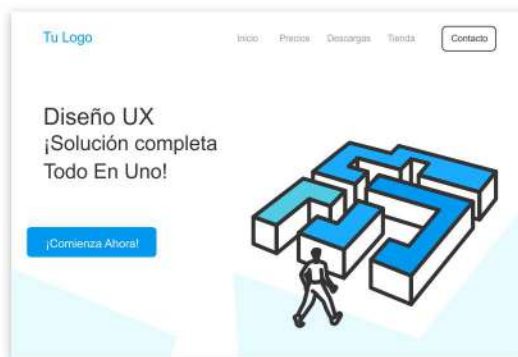 Tu Logo
Inicio Precios Descargas Tienda Contacto
Diseño UX
¡Solución completa
Todo En Uno!
¡Comienza Ahora!